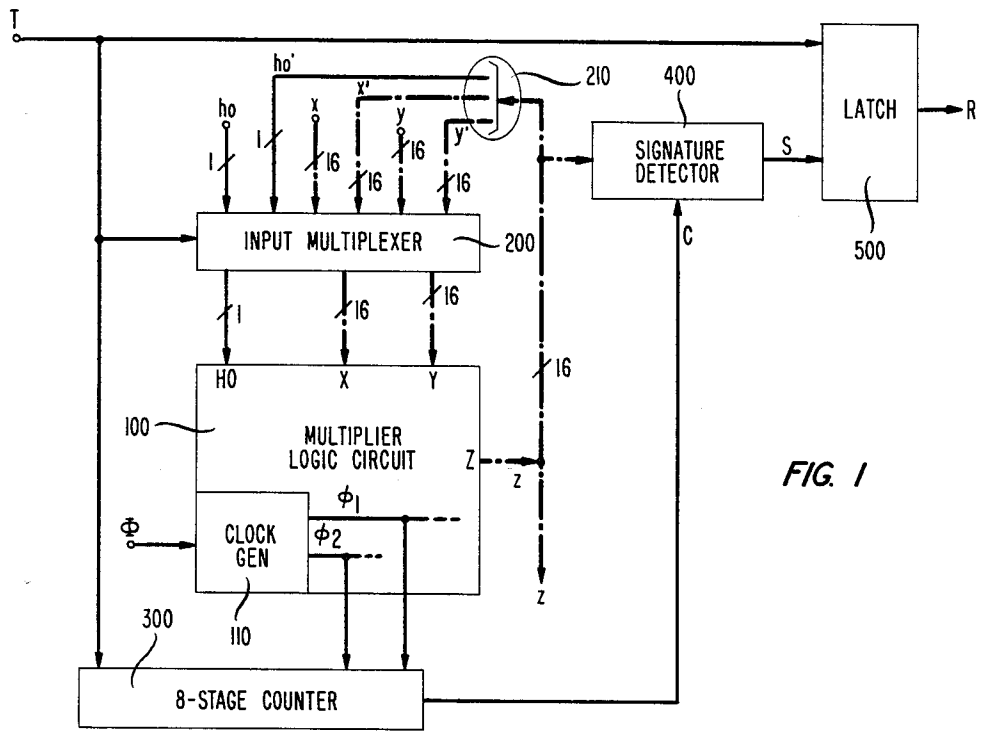 T
ho'
210
x'
ho
x
y
y'
1
1
16
16
16
16
400
SIGNATURE
DETECTOR
S
LATCH
R
500
C
INPUT MULTIPLEXER
200
1
16
16
16
HO
X
Y
100
MULTIPLIER
LOGIC CIRCUIT
Z
z
FIG. 1
Φ
CLOCK
GEN
ϕ1
ϕ2
110
z
300
8-STAGE COUNTER